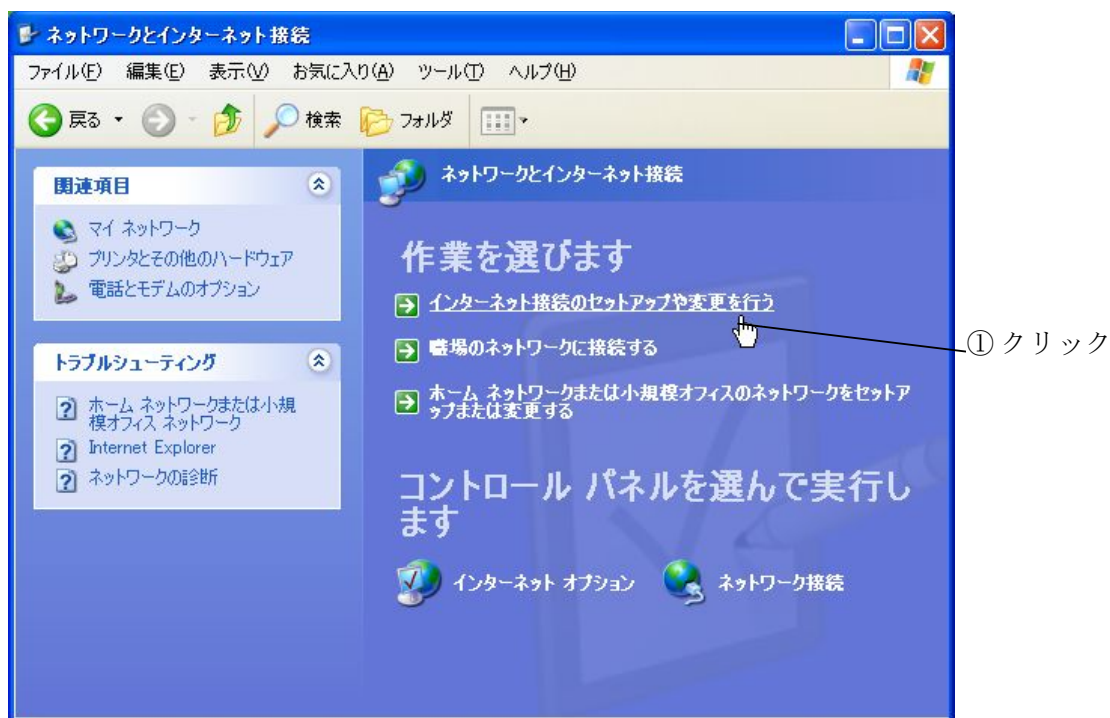 ネットワークとインターネット接続
ファイル(F) 編集(E) 表示(V) お気に入り(A) ツール(T) ヘルプ(H)
戻る 検索 フォルダ
関連項目
マイ ネットワーク
プリンタとその他のハードウェア
電話とモデムのオプション
トラブルシューティング
ホーム ネットワークまたは小規
模オフィス ネットワーク
Internet Explorer
ネットワークの診断
ネットワークとインターネット接続
作業を選びます
インターネット接続のセットアップや変更を行う
職場のネットワークに接続する
ホーム ネットワークまたは小規模オフィスのネットワークをセットア
ップまたは変更する
コントロール パネルを選んで実行し
ます
インターネット オプション ネットワーク接続
①クリック